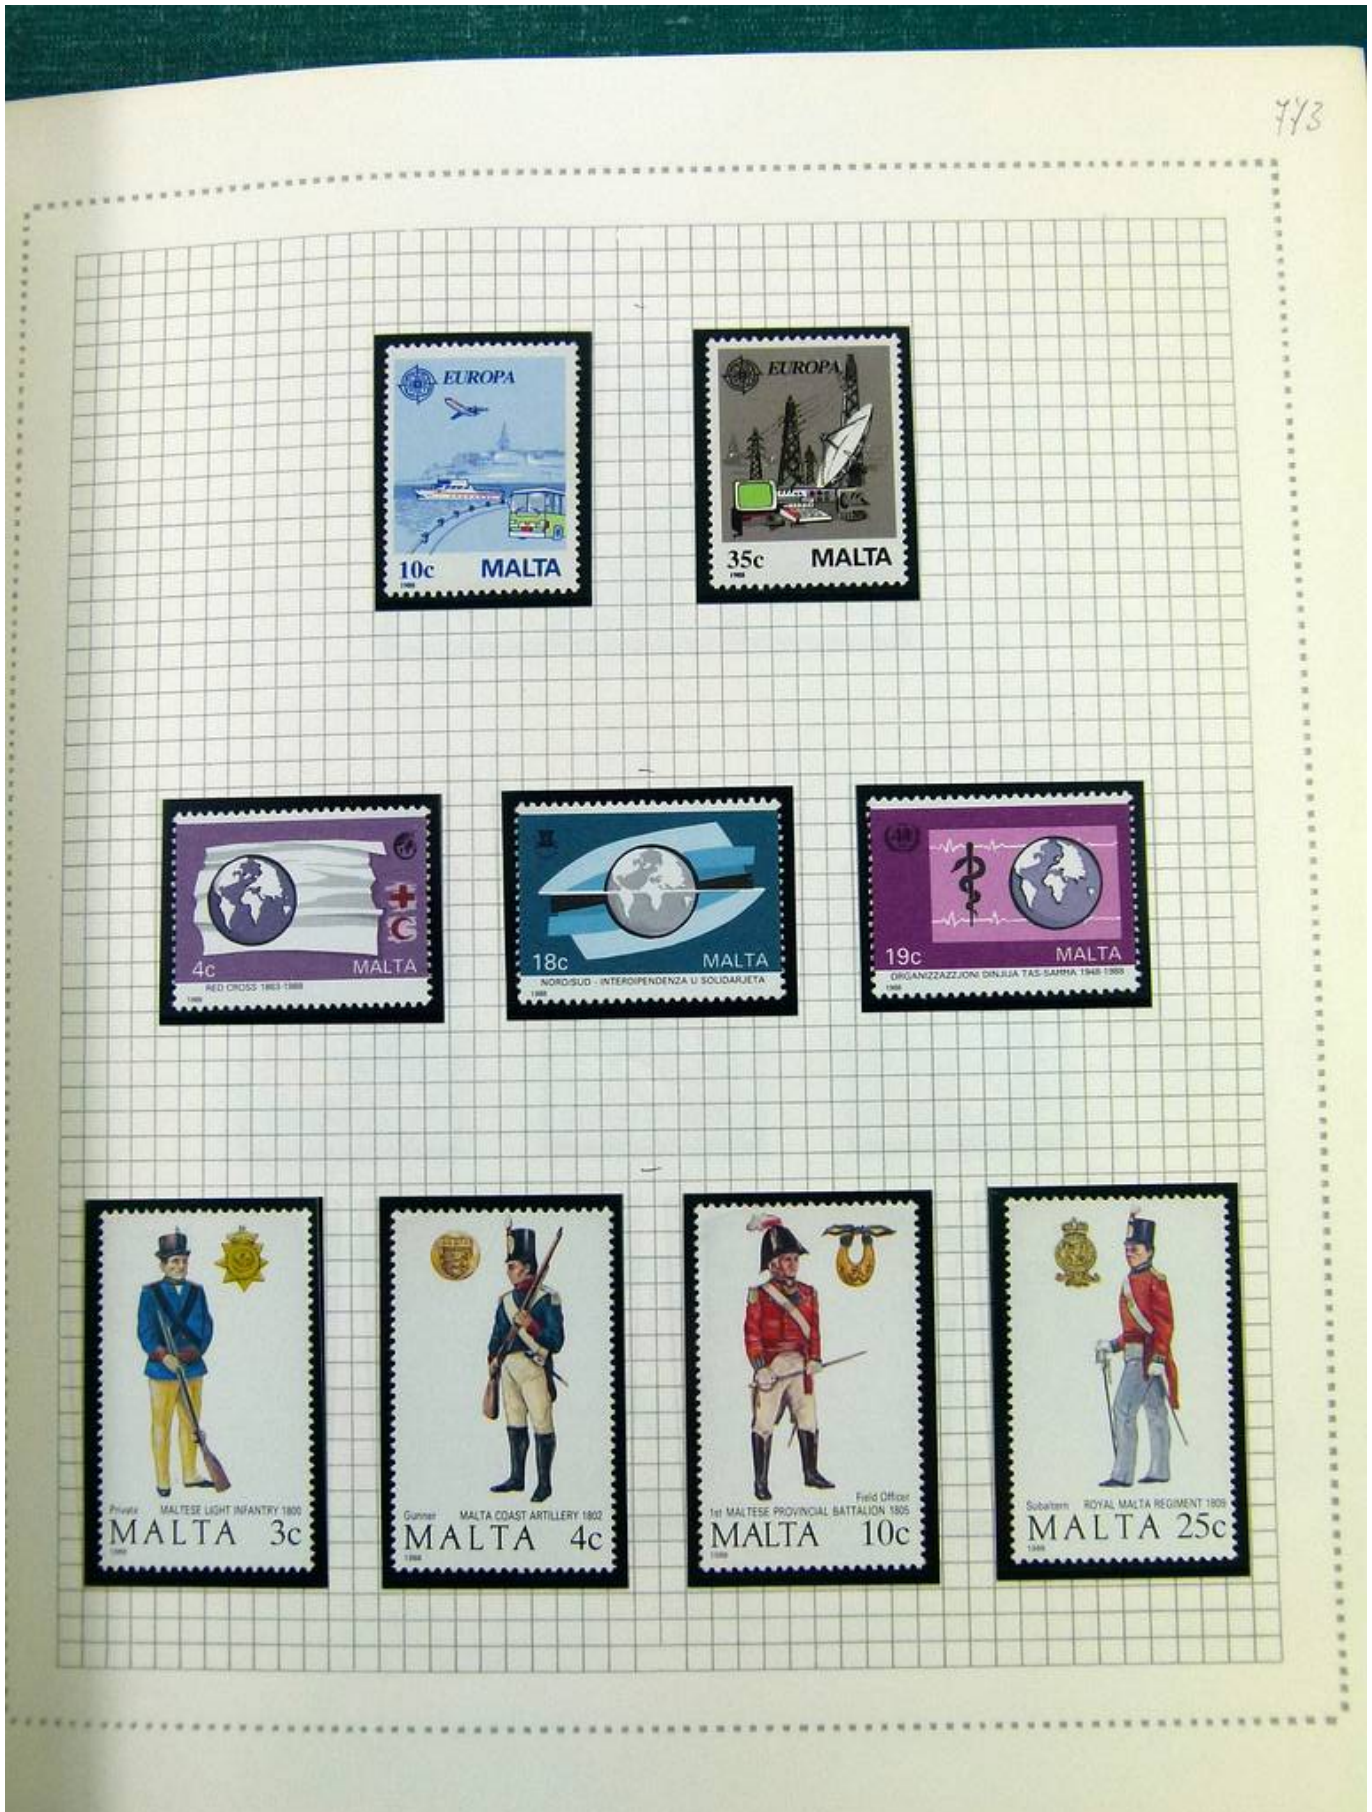 773
EUROPA
10c MALTA
1988
EUROPA
35c MALTA
1988
4c MALTA
RED CROSS 1863-1988
1988
18c MALTA
NORD/SUD - INTERDIPENDENZA U SOLIDARJETA
1988
19c MALTA
ORGANIZZAZZJONI DINJIJA TAS-SAHHA 1948-1988
1988
Private MALTESE LIGHT INFANTRY 1800
MALTA 3c
1988
Gunner MALTA COAST ARTILLERY 1802
MALTA 4c
1988
Field Officer
1st MALTESE PROVINCIAL BATTALION 1805
MALTA 10c
1988
Subaltern ROYAL MALTA REGIMENT 1809
MALTA 25c
1988